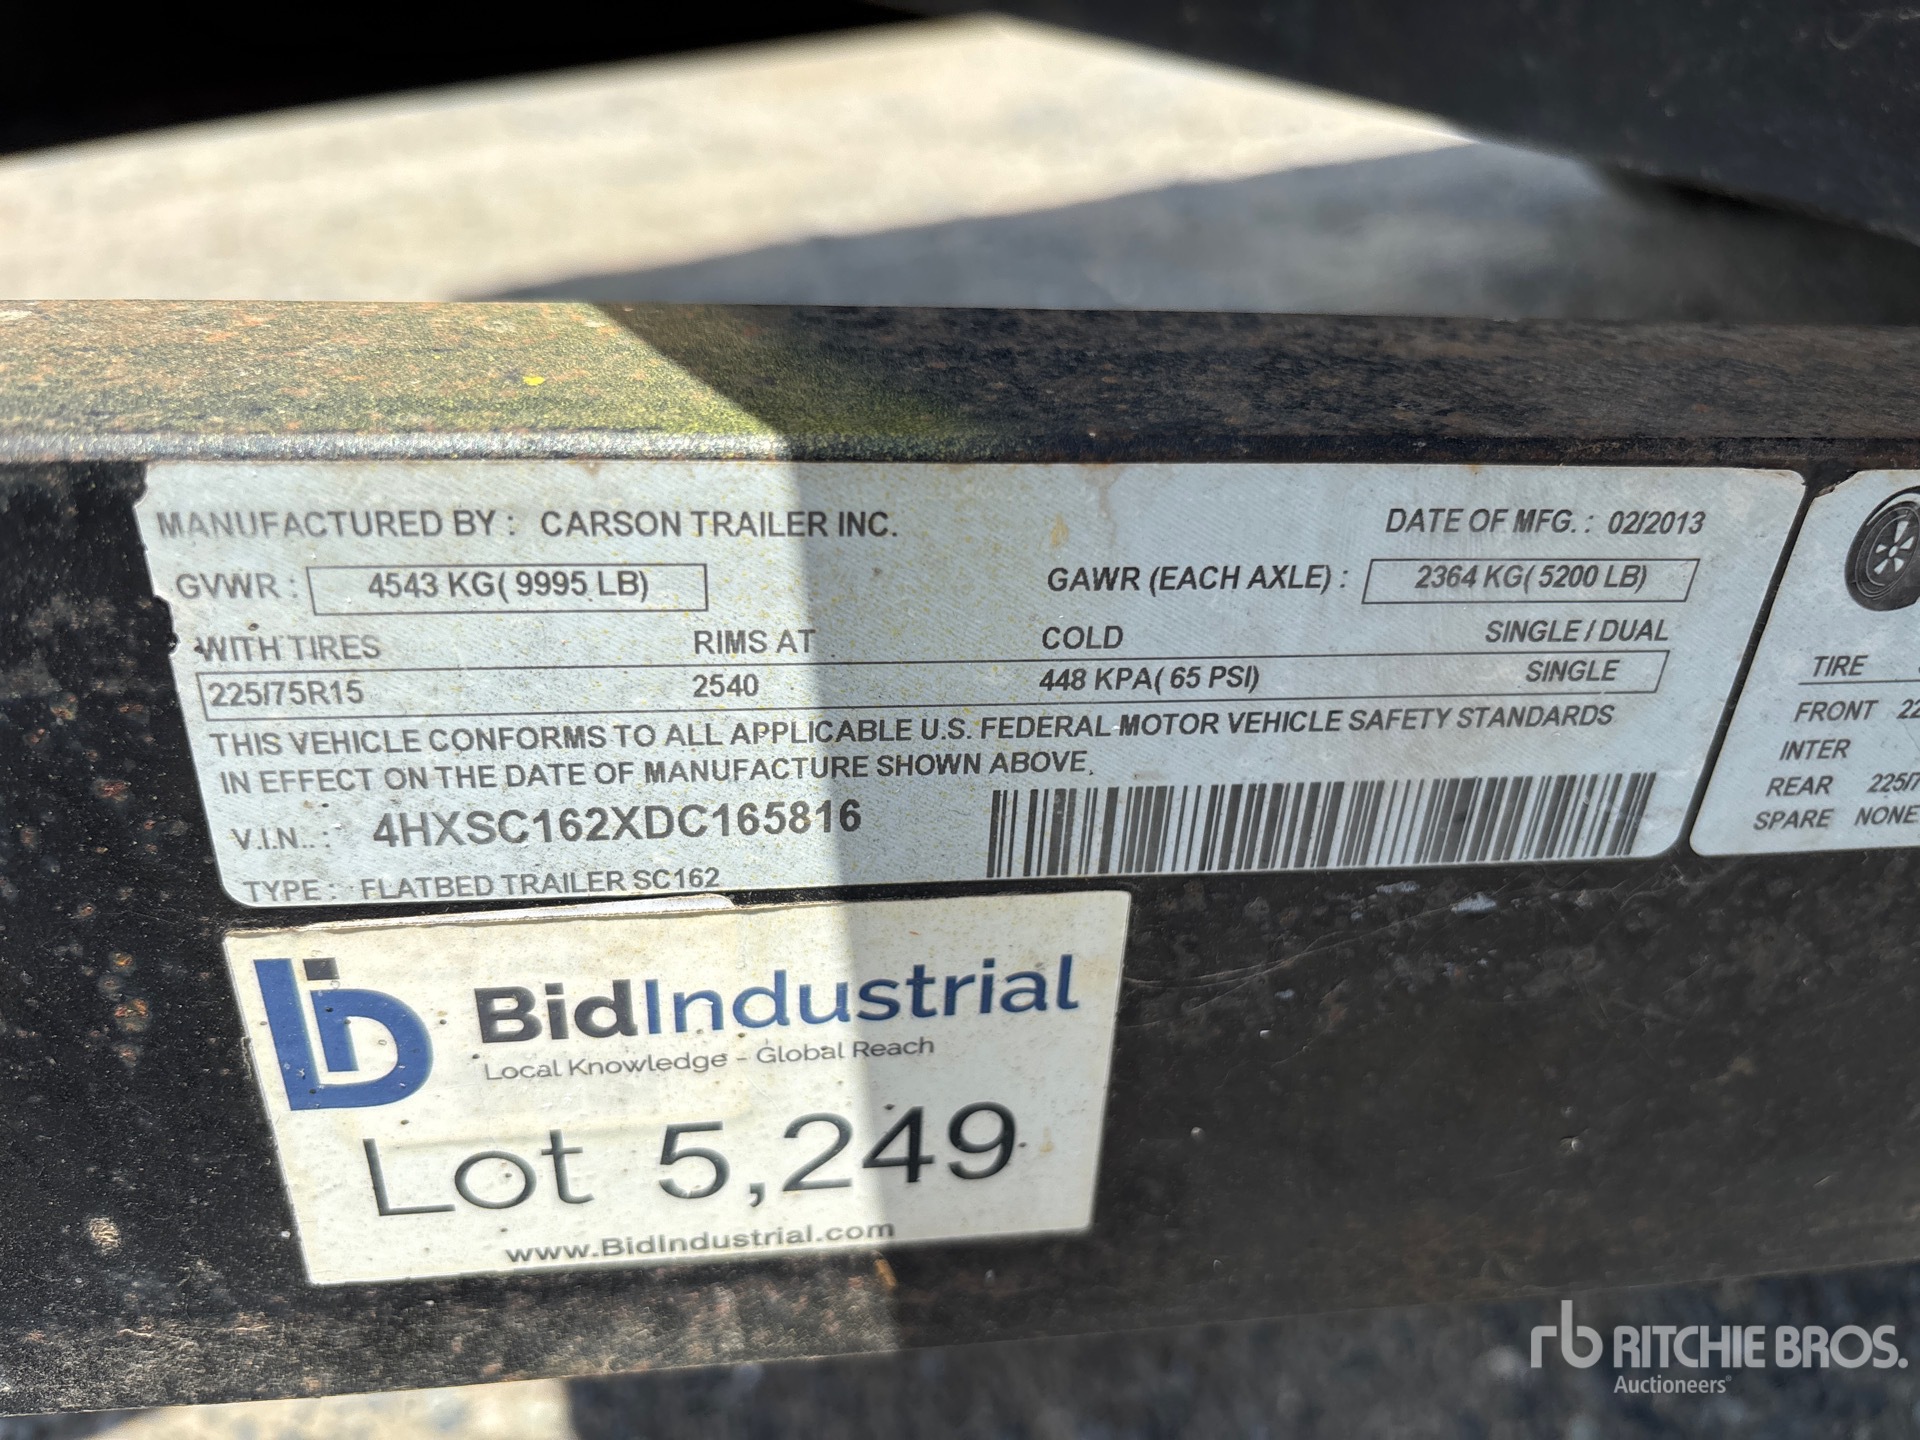 MANUFACTURED BY : CARSON TRAILER INC. DATE OF MFG. : 02/2013
GVWR : 4543 KG( 9995 LB) GAWR (EACH AXLE) : 2364 KG( 5200 LB)
WITH TIRES RIMS AT COLD SINGLE / DUAL
225/75R15 2540 448 KPA( 65 PSI) SINGLE
THIS VEHICLE CONFORMS TO ALL APPLICABLE U.S. FEDERAL MOTOR VEHICLE SAFETY STANDARDS
IN EFFECT ON THE DATE OF MANUFACTURE SHOWN ABOVE.
V.I.N. : 4HXSC162XDC165816
TYPE : FLATBED TRAILER SC162
TIRE
FRONT 22
INTER
REAR 225/7
SPARE NONE
BidIndustrial
Local Knowledge - Global Reach
Lot 5,249
www.BidIndustrial.com
rb RITCHIE BROS.
Auctioneers